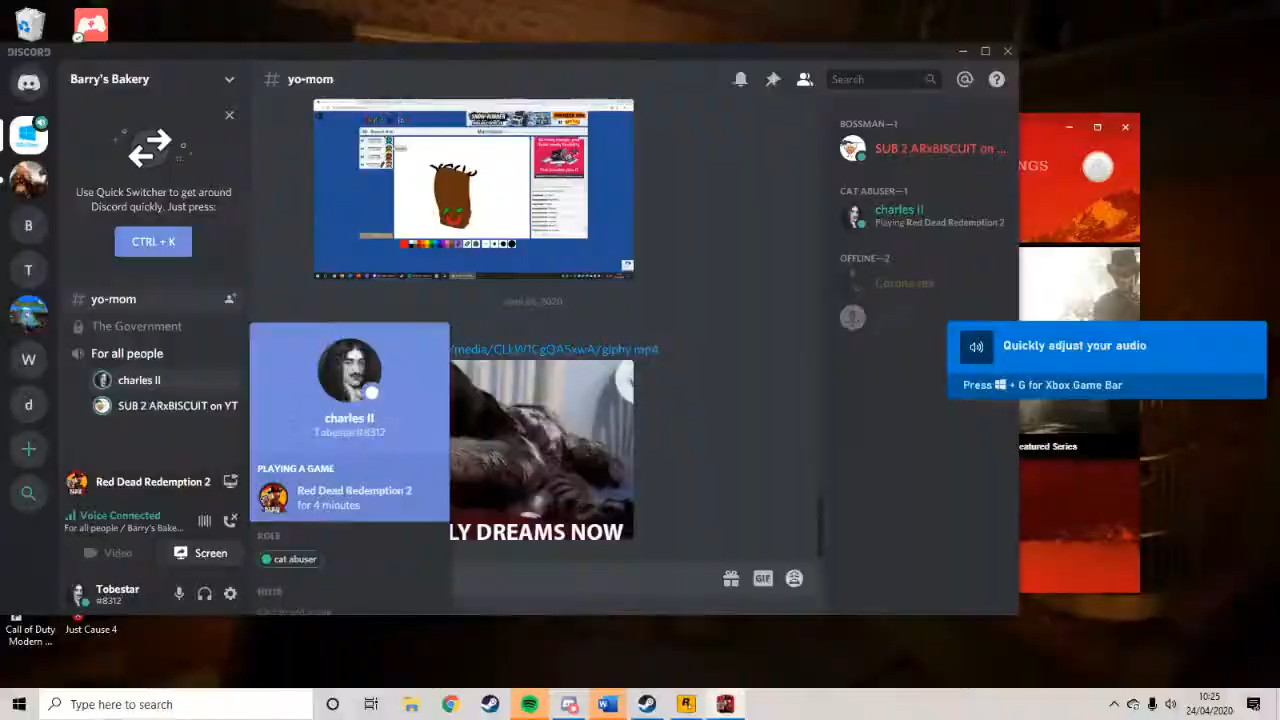 DISCORD
Barry's Bakery
# yo-mom
Search
Use Quick Switcher to get around
Discord quickly. Just press
CTRL + K
T
# yo-mom
The Government
For all people
charles II
SUB 2 ARxBISCUIT on YT
W
d
Red Dead Redemption 2
Voice Connected
For all people / Barry's Bake...
Video
Screen
Tobestar
#8312
charles II
Tobestar#8312
PLAYING A GAME
Red Dead Redemption 2
for 4 minutes
ROLE
cat abuser
LY DREAMS NOW
GIF
BOSSMAN—1
SUB 2 ARxBISCUIT on ...
CAT ABUSER—1
charles II
Playing Red Dead Redemption 2
OFFLINE—2
NGS
Quickly adjust your audio
Press + G for Xbox Game Bar
eatured Series
Call of Duty
Modern ...
Just Cause 4
Type here to search
10:25
24/04/2020